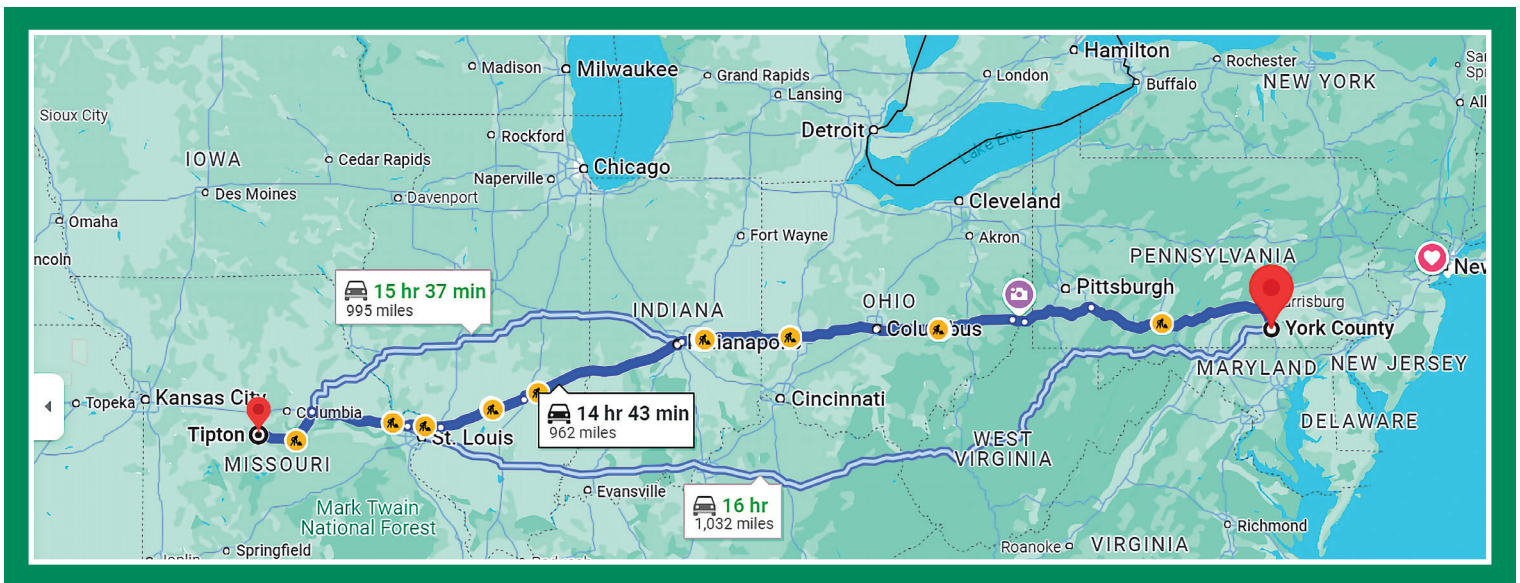 Hamilton
Madison
Milwaukee
Grand Rapids
London
Rochester
NEW YORK
Buffalo
Lansing
Sioux City
Detroit
Rockford
Lake Erie
IOWA
Cedar Rapids
Chicago
Naperville
Des Moines
Davenport
Cleveland
Omaha
Fort Wayne
Akron
PENNSYLVANIA
15 hr 37 min
995 miles
Pittsburgh
INDIANA
OHIO
York County
MARYLAND
NEW JERSEY
Topeka
Kansas City
Cincinnati
14 hr 43 min
962 miles
DELAWARE
Tipton
St. Louis
WEST
VIRGINIA
MISSOURI
Evansville
16 hr
1,032 miles
Mark Twain
National Forest
Richmond
Springfield
Roanoke
VIRGINIA